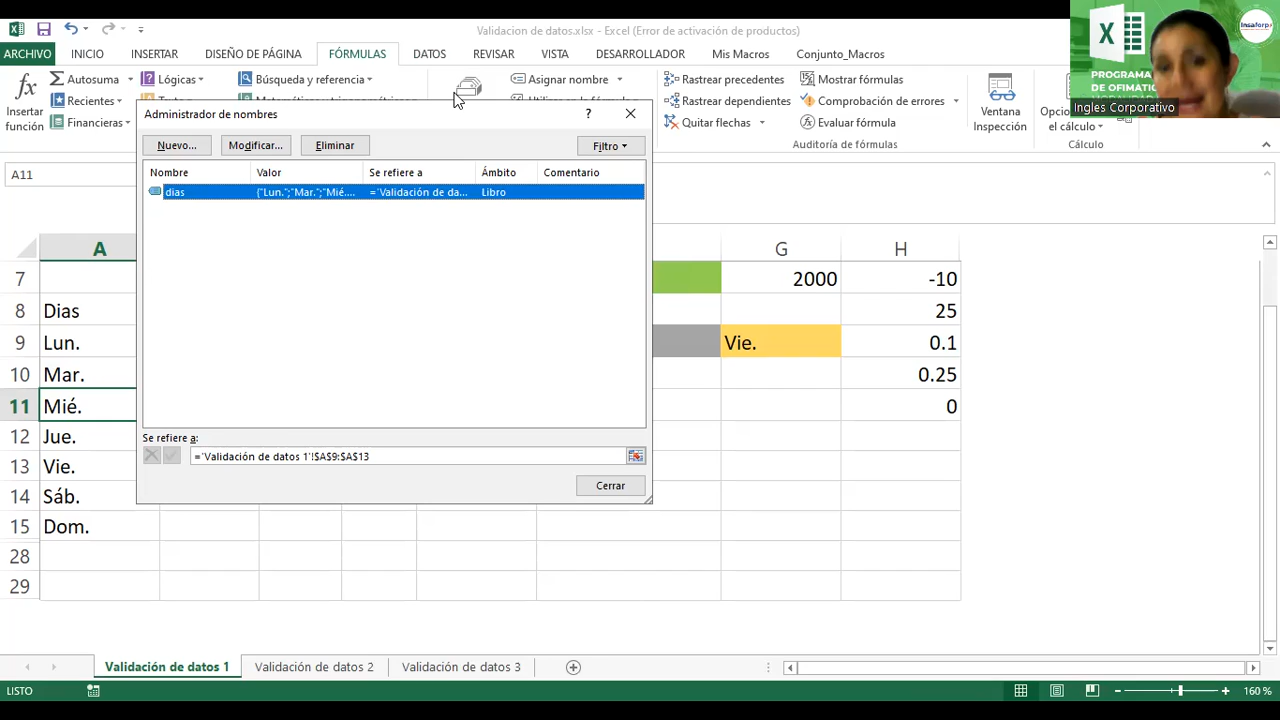 Validacion de datos.xlsx - Excel (Error de activación de productos)
ARCHIVO INICIO INSERTAR DISEÑO DE PÁGINA FÓRMULAS DATOS REVISAR VISTA DESARROLLADOR Mis Macros Conjunto_Macros
fx Insertar función
Autosuma
Recientes
Financieras
Lógicas
Búsqueda y referencia
Asignar nombre
Rastrear precedentes
Rastrear dependientes
Quitar flechas
Mostrar fórmulas
Comprobación de errores
Evaluar fórmula
Ventana Inspección
el cálculo
Auditoría de fórmulas
Cálculo
PROGRAMA
DE OFIMATIC
Ingles Corporativo
Insaforp
Administrador de nombres
?
Nuevo... Modificar... Eliminar Filtro
Nombre Valor Se refiere a Ámbito Comentario
dias {"Lun.";"Mar.";"Mié.... ='Validación de da... Libro
Se refiere a:
='Validación de datos 1'!$A$9:$A$13
Cerrar
A11
A G H
7 2000 -10
8 Dias 25
9 Lun. Vie. 0.1
10 Mar. 0.25
11 Mié. 0
12 Jue.
13 Vie.
14 Sáb.
15 Dom.
28
29
Validación de datos 1 Validación de datos 2 Validación de datos 3
LISTO 160 %